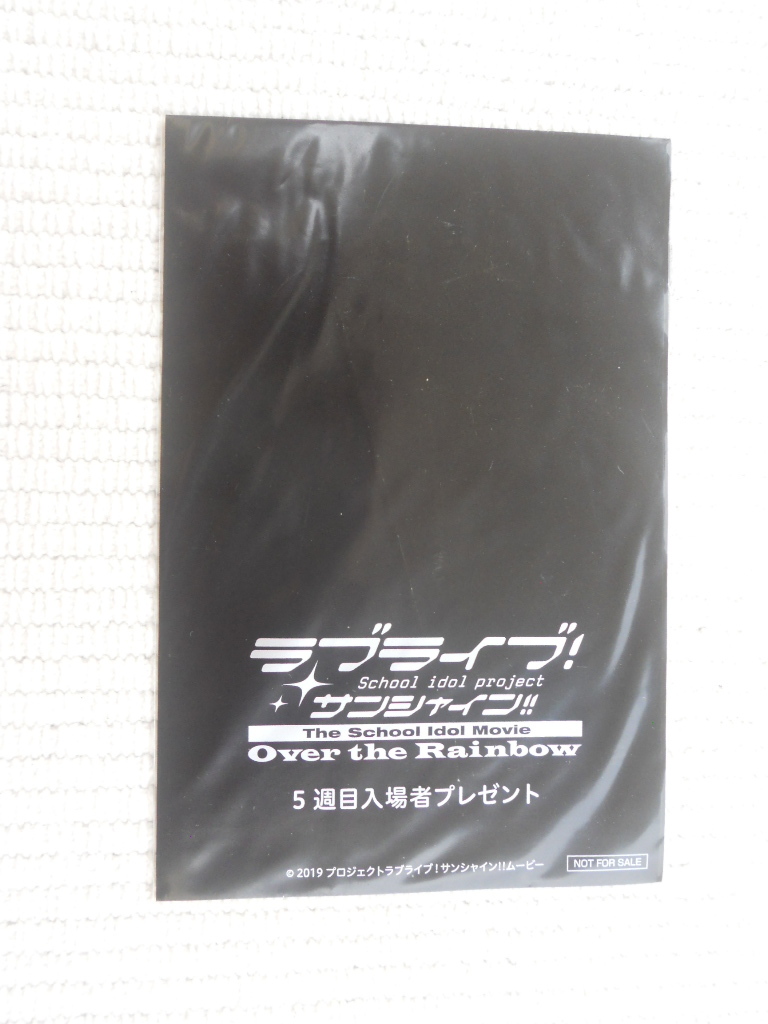 ラブライブ!
School idol project
サンシャイン!!
The School Idol Movie
Over the Rainbow
5週目入場者プレゼント
© 2019 プロジェクトラブライブ!サンシャイン!!ムービー
NOT FOR SALE